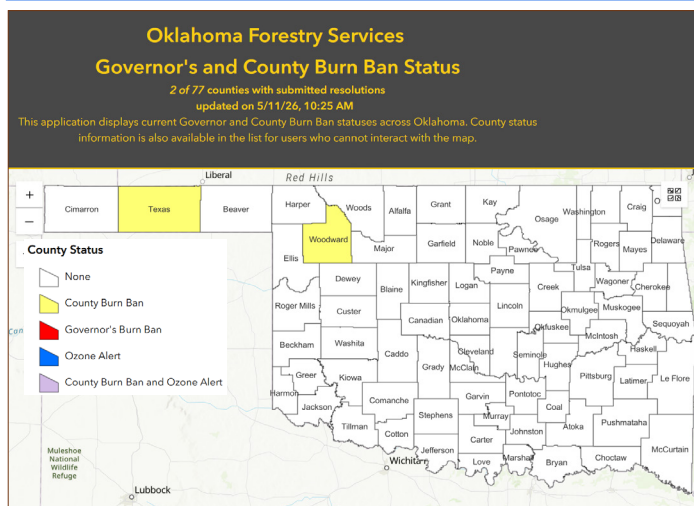 Oklahoma Forestry Services
Governor's and County Burn Ban Status
2 of 77 counties with submitted resolutions
updated on 5/11/26, 10:25 AM
This application displays current Governor and County Burn Ban statuses across Oklahoma. County status
information is also available in the list for users who cannot interact with the map.
Liberal
Red Hills
+
−
Cimarron
Texas
Beaver
Harper
Woods
Alfalfa
Grant
Kay
Osage
Washington
Craig
Woodward
Ellis
Major
Garfield
Noble
Pawnee
Rogers
Mayes
Delaware
County Status
None
County Burn Ban
Governor's Burn Ban
Ozone Alert
County Burn Ban and Ozone Alert
Dewey
Blaine
Kingfisher
Logan
Payne
Creek
Tulsa
Wagoner
Cherokee
Roger Mills
Custer
Canadian
Oklahoma
Lincoln
Okmulgee
Muskogee
Okfuskee
McIntosh
Sequoyah
Beckham
Washita
Caddo
Grady
McClain
Cleveland
Seminole
Hughes
Haskell
Pittsburg
Latimer
Le Flore
Greer
Kiowa
Harmon
Jackson
Comanche
Stephens
Garvin
Pontotoc
Murray
Coal
Tillman
Cotton
Jefferson
Carter
Johnston
Atoka
Pushmataha
McCurtain
Love
Marshal
Bryan
Choctaw
Muleshoe
National
Wildlife
Refuge
Lubbock
Wichita